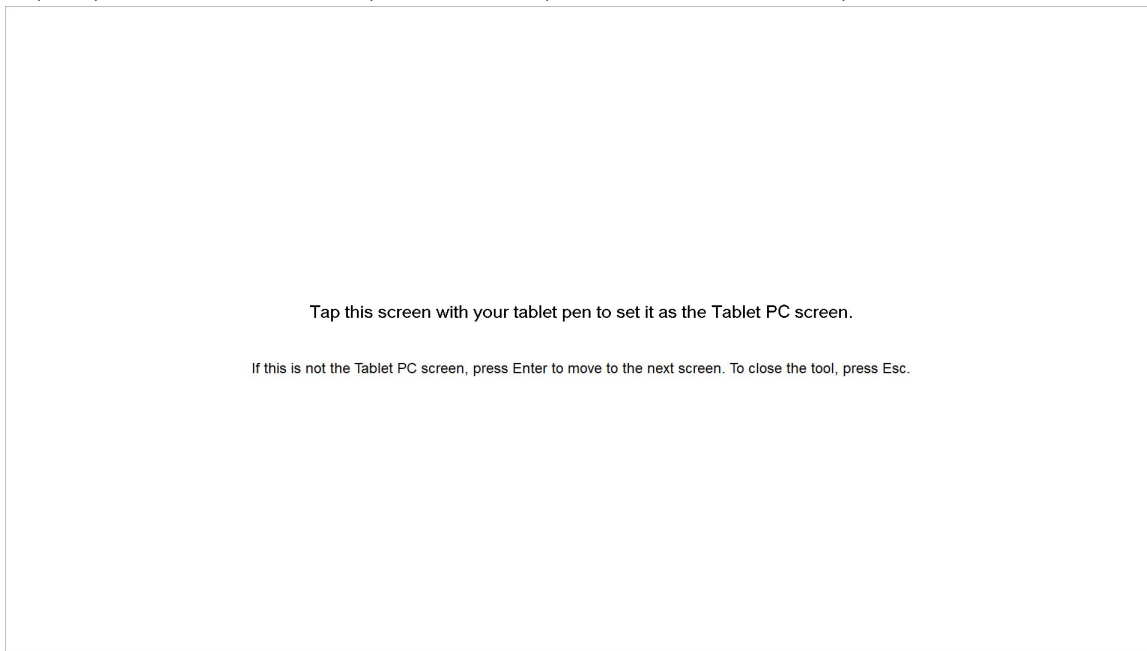 Tap this screen with your tablet pen to set it as the Tablet PC screen.
If this is not the Tablet PC screen, press Enter to move to the next screen. To close the tool, press Esc.